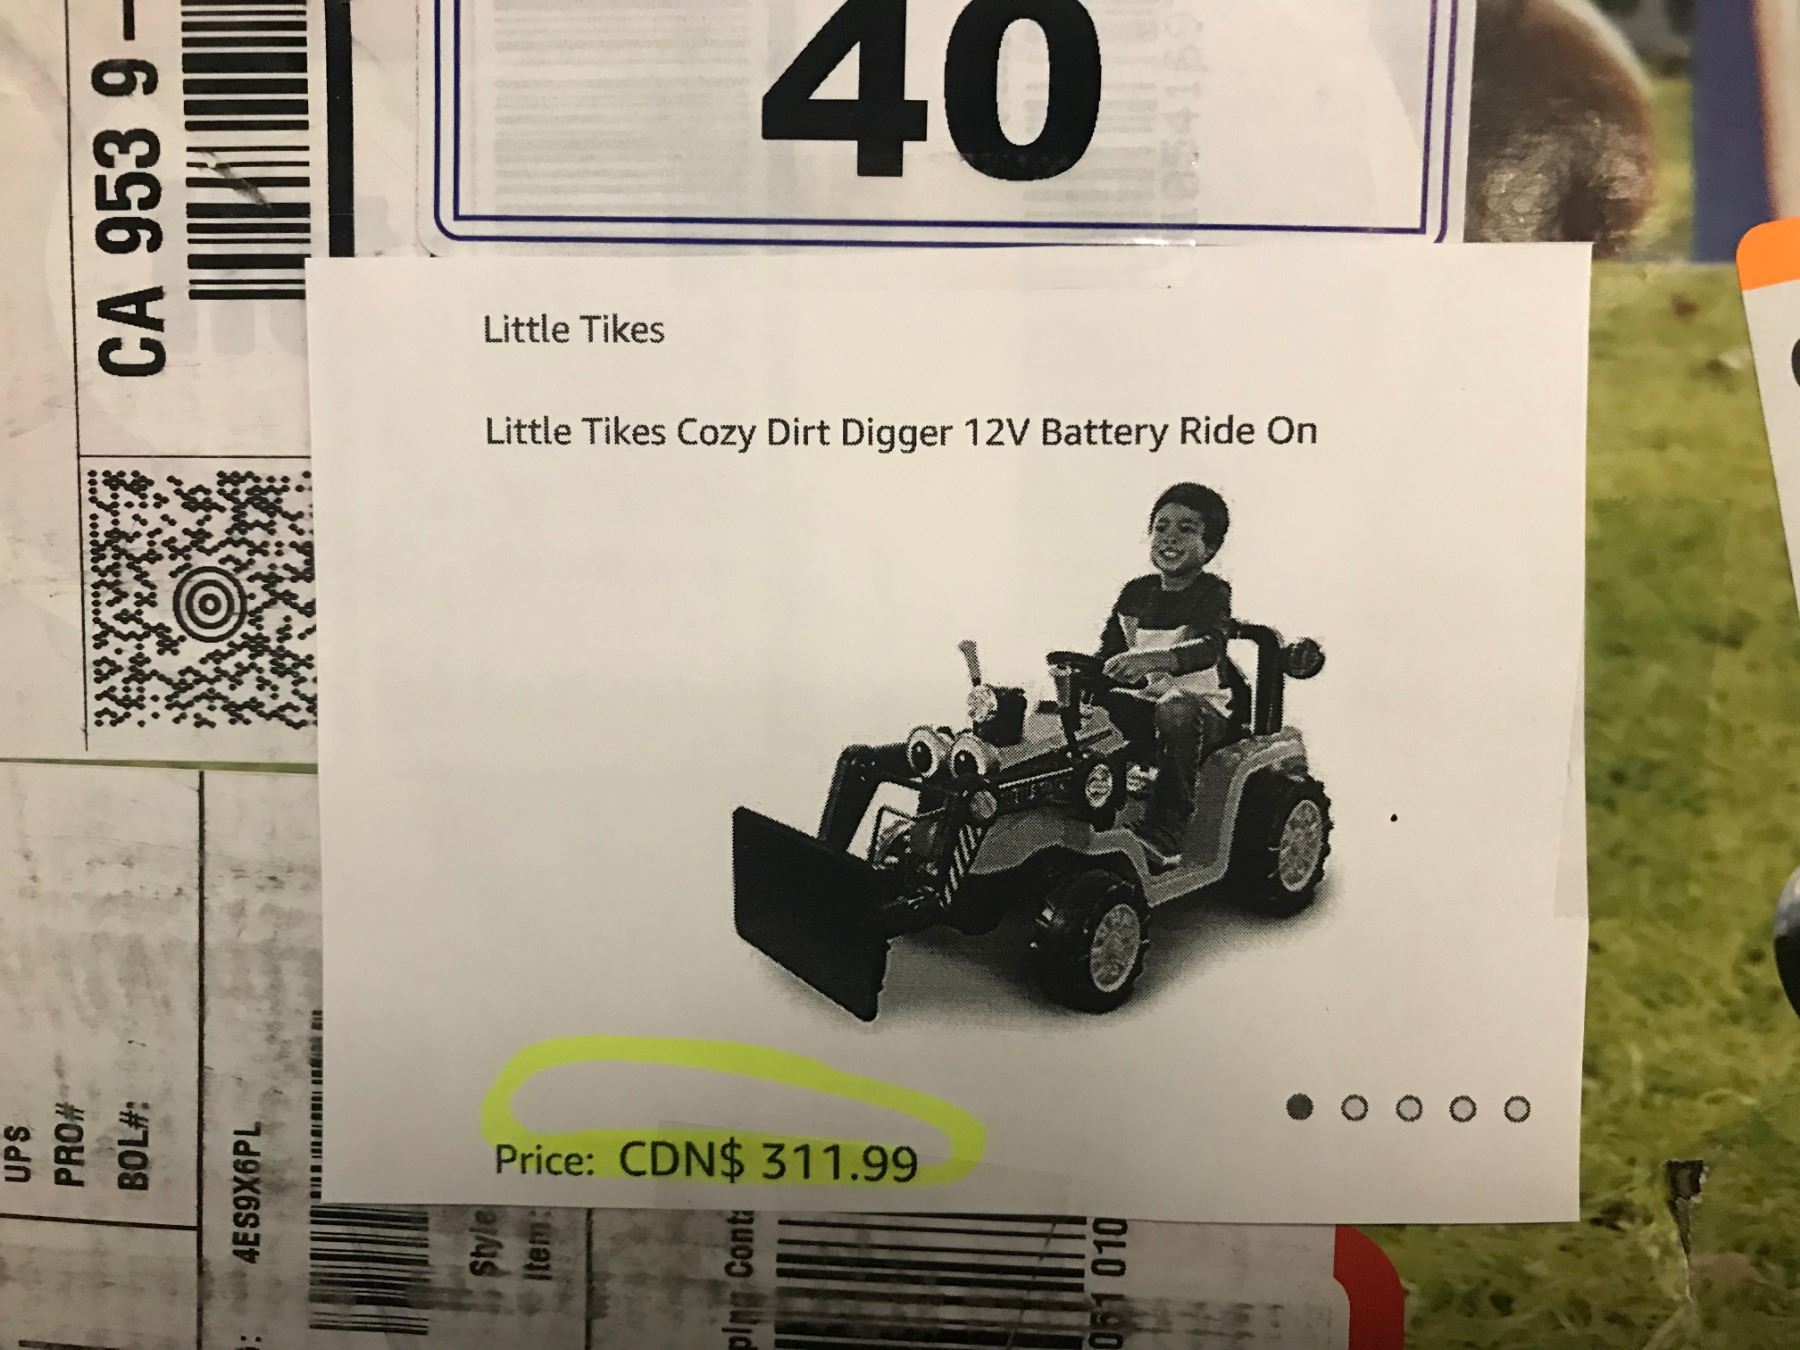 40
CA 953 9
Little Tikes
Little Tikes Cozy Dirt Digger 12V Battery Ride On
Price: CDN$ 311.99
UPS
PRO#
BOL#:
4ES9X6PL
Style
Item:
061 010